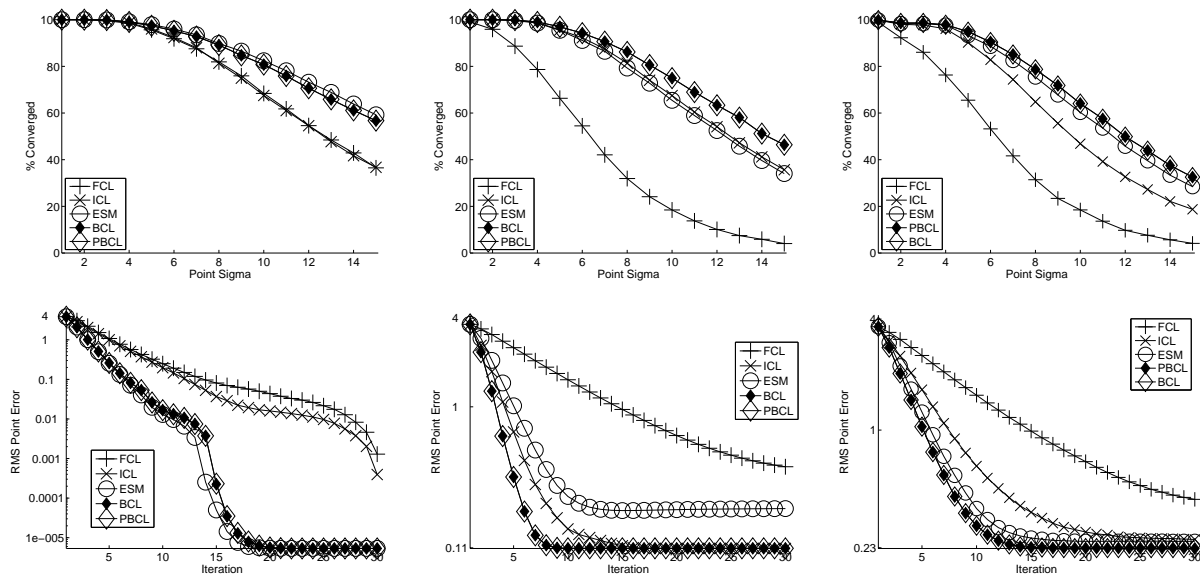 100
80
60
40
20
0
% Converged
2 4 6 8 10 12 14
Point Sigma
FCL
ICL
ESM
BCL
PBCL
100
80
60
40
20
0
% Converged
2 4 6 8 10 12 14
Point Sigma
FCL
ICL
ESM
BCL
PBCL
100
80
60
40
20
0
% Converged
2 4 6 8 10 12 14
Point Sigma
FCL
ICL
ESM
PBCL
BCL
4
1
0.1
0.01
0.001
0.0001
1e−005
RMS Point Error
5 10 15 20 25 30
Iteration
FCL
ICL
ESM
BCL
PBCL
4
1
0.11
RMS Point Error
5 10 15 20 25 30
Iteration
FCL
ICL
ESM
BCL
PBCL
4
1
0.23
RMS Point Error
5 10 15 20 25 30
Iteration
FCL
ICL
ESM
PBCL
BCL